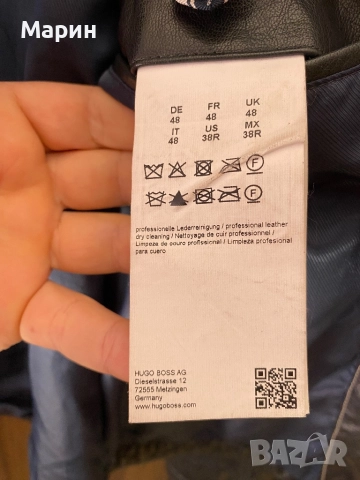 Марин
DE FR UK
48 48 48
IT US MX
48 38R 38R
F
F
professionelle Lederreinigung / professional leather
dry cleaning / Nettoyage de cuir professionnel /
Limpeza de couro profissional / Limpieza profesional
para cuero
HUGO BOSS AG
Dieselstrasse 12
72555 Metzingen
Germany
www.hugoboss.com
BAZAR